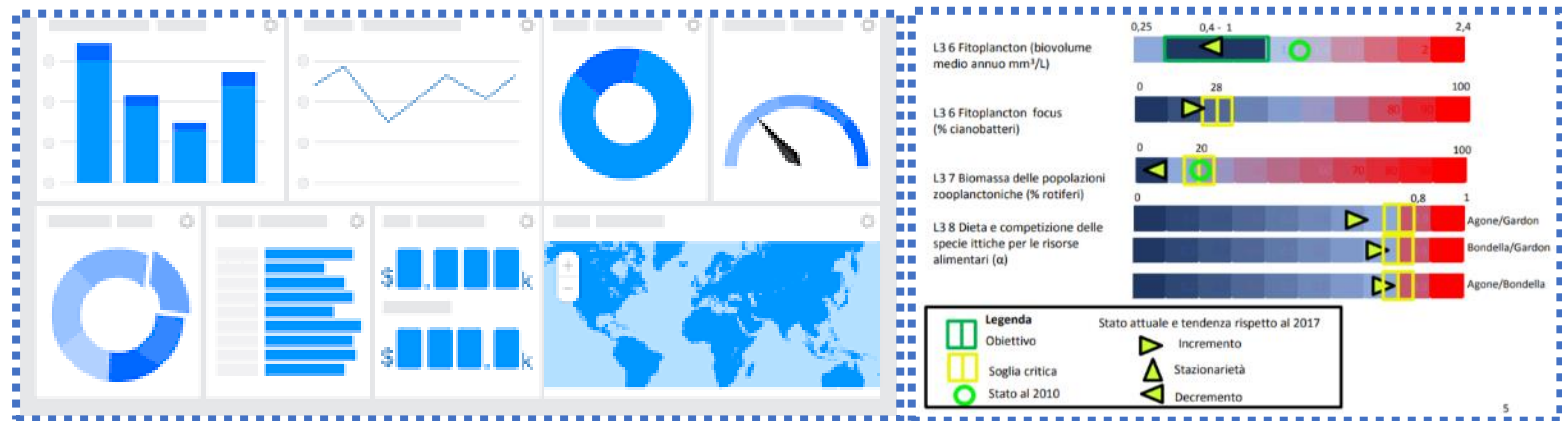 $ . k
$ . k
+
−
0,25 0,4 - 1 2,4
L3 6 Fitoplancton (biovolume
medio annuo mm³/L)
0 28 100
L3 6 Fitoplancton focus
(% cianobatteri)
80 90
0 20 100
L3 7 Biomassa delle popolazioni
zooplanctoniche (% rotiferi)
70 80
0 0,8 1
L3 8 Dieta e competizione delle
specie ittiche per le risorse
alimentari (α)
Agone/Gardon
Bondella/Gardon
Agone/Bondella
Legenda
Obiettivo
Soglia critica
Stato al 2010
Stato attuale e tendenza rispetto al 2017
Incremento
Stazionarietà
Decremento
5